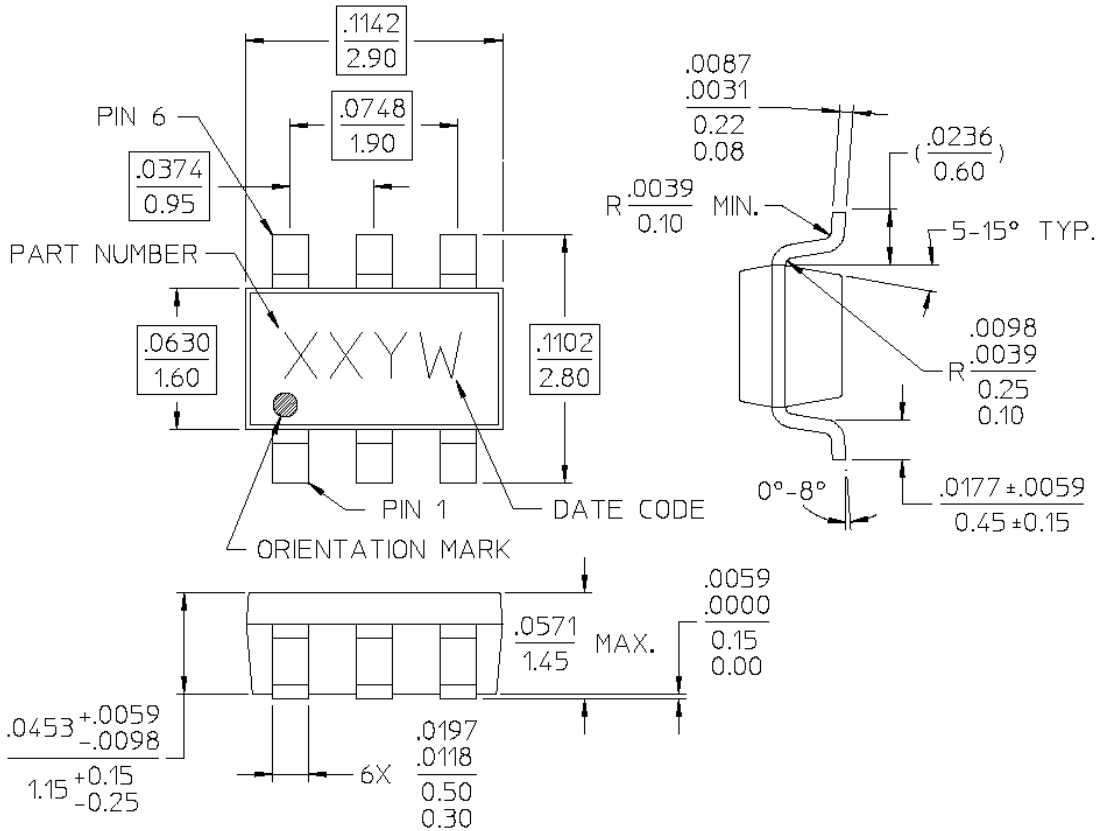 .1142
2.90
.0087
.0031
0.22
0.08
PIN 6
.0748
1.90
(.0236
0.60)
.0374
0.95
R .0039
0.10 MIN.
5-15° TYP.
PART NUMBER
.0630
1.60
XXYW
.1102
2.80
R .0098
.0039
0.25
0.10
PIN 1
DATE CODE
0°-8°
.0177 ±.0059
0.45 ±0.15
ORIENTATION MARK
.0571
1.45 MAX.
.0059
.0000
0.15
0.00
.0453 +.0059
-.0098
1.15 +0.15
-0.25
6X .0197
.0118
0.50
0.30